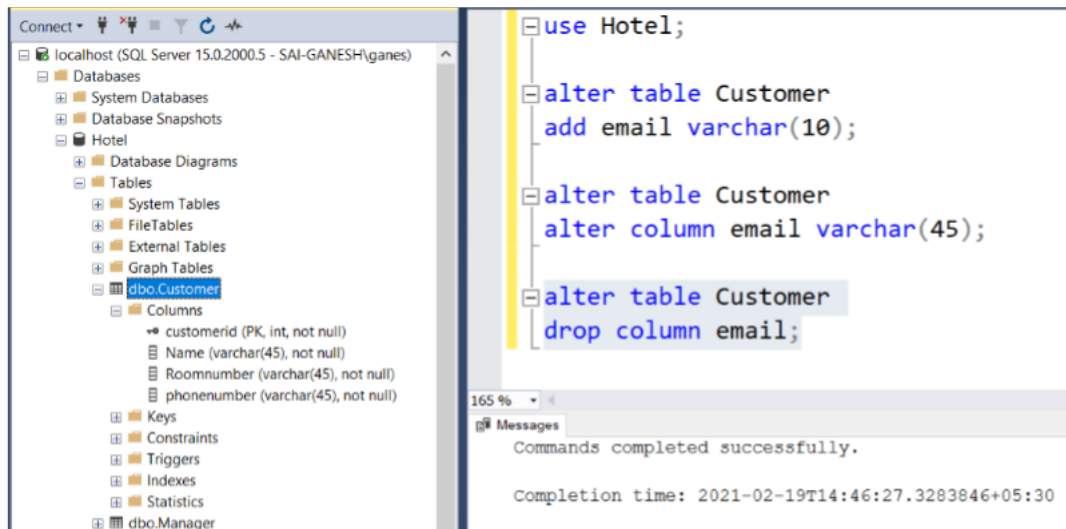 Connect
localhost (SQL Server 15.0.2000.5 - SAI-GANESH\ganes)
Databases
System Databases
Database Snapshots
Hotel
Database Diagrams
Tables
System Tables
FileTables
External Tables
Graph Tables
dbo.Customer
Columns
customerid (PK, int, not null)
Name (varchar(45), not null)
Roomnumber (varchar(45), not null)
phonenumber (varchar(45), not null)
Keys
Constraints
Triggers
Indexes
Statistics
dbo.Manager
use Hotel;
alter table Customer
add email varchar(10);
alter table Customer
alter column email varchar(45);
alter table Customer
drop column email;
165 %
Messages
Commands completed successfully.
Completion time: 2021-02-19T14:46:27.3283846+05:30